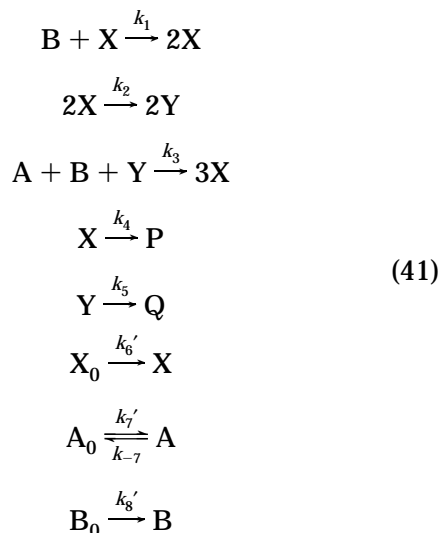 B + X —k₁→ 2X
2X —k₂→ 2Y
A + B + Y —k₃→ 3X
X —k₄→ P
(41)
Y —k₅→ Q
X₀ —k₆′→ X
A₀ ⇌ A k₇′ k₋₇
B₀ —k₈′→ B